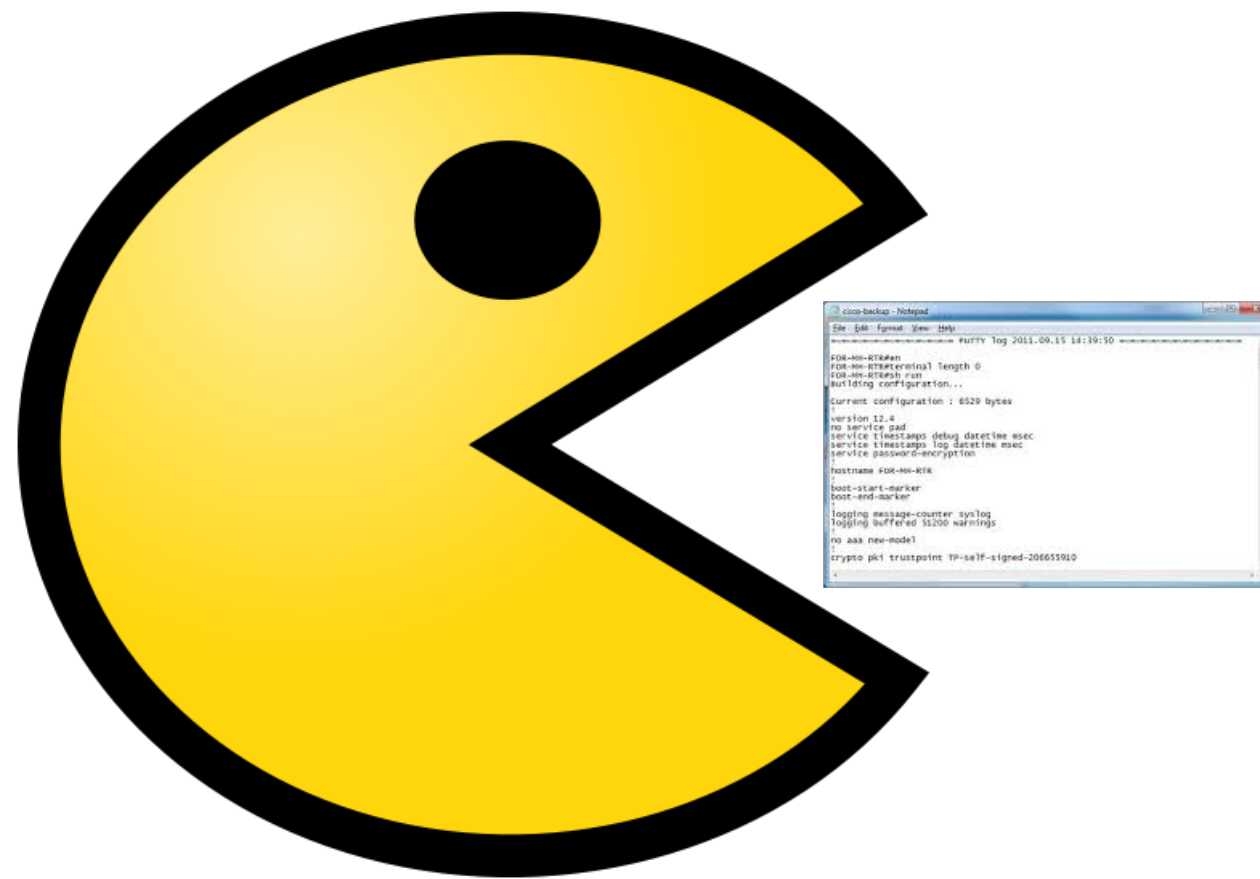 cisco-backup - Notepad
File Edit Format View Help
=~=~=~=~=~=~=~=~=~=~=~= PuTTY log 2011.09.15 14:39:50 =~=~=~=~=~=~=~=~=~=~=~=
FOR-MH-RTR#en
FOR-MH-RTR#terminal length 0
FOR-MH-RTR#sh run
Building configuration...
Current configuration : 6529 bytes
!
version 12.4
no service pad
service timestamps debug datetime msec
service timestamps log datetime msec
service password-encryption
!
hostname FOR-MH-RTR
!
boot-start-marker
boot-end-marker
!
logging message-counter syslog
logging buffered 51200 warnings
!
no aaa new-model
!
crypto pki trustpoint TP-self-signed-206655910